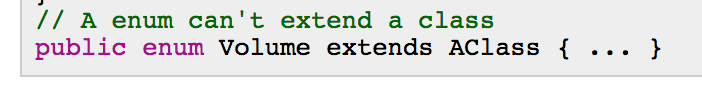 }
// A enum can't extend a class
public enum Volume extends AClass { ... }